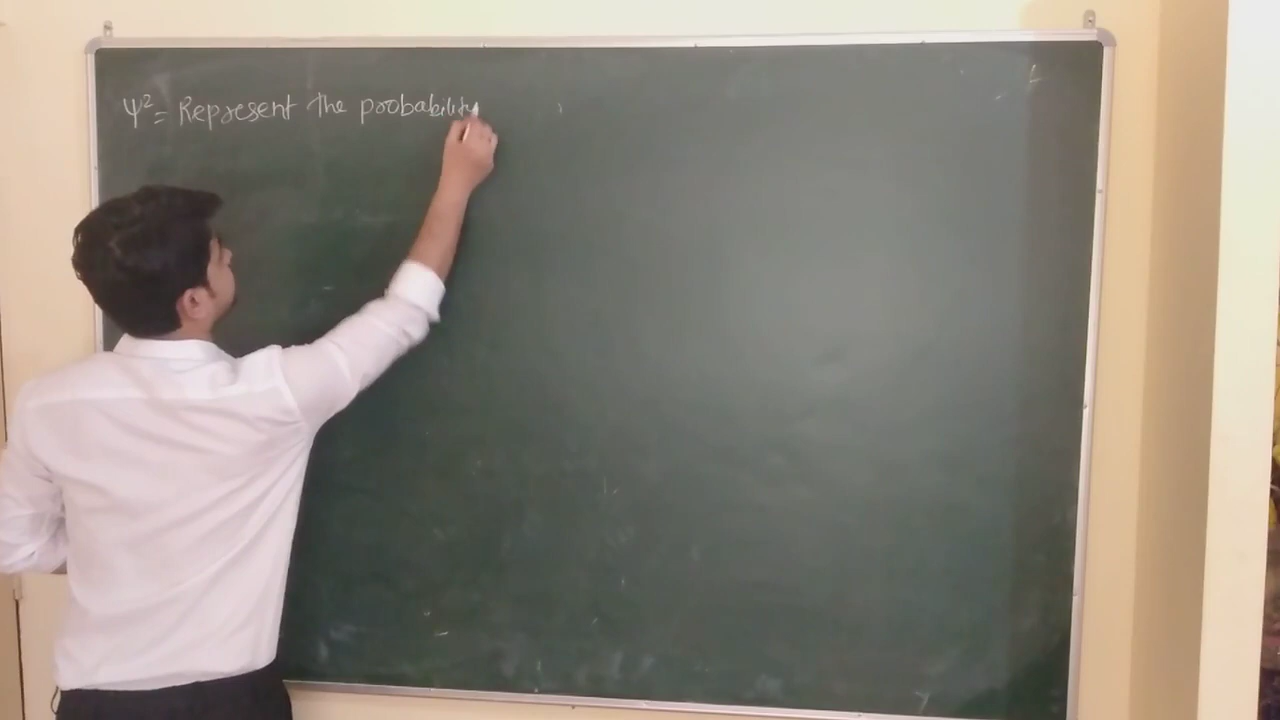 ψ² = Represent the probability